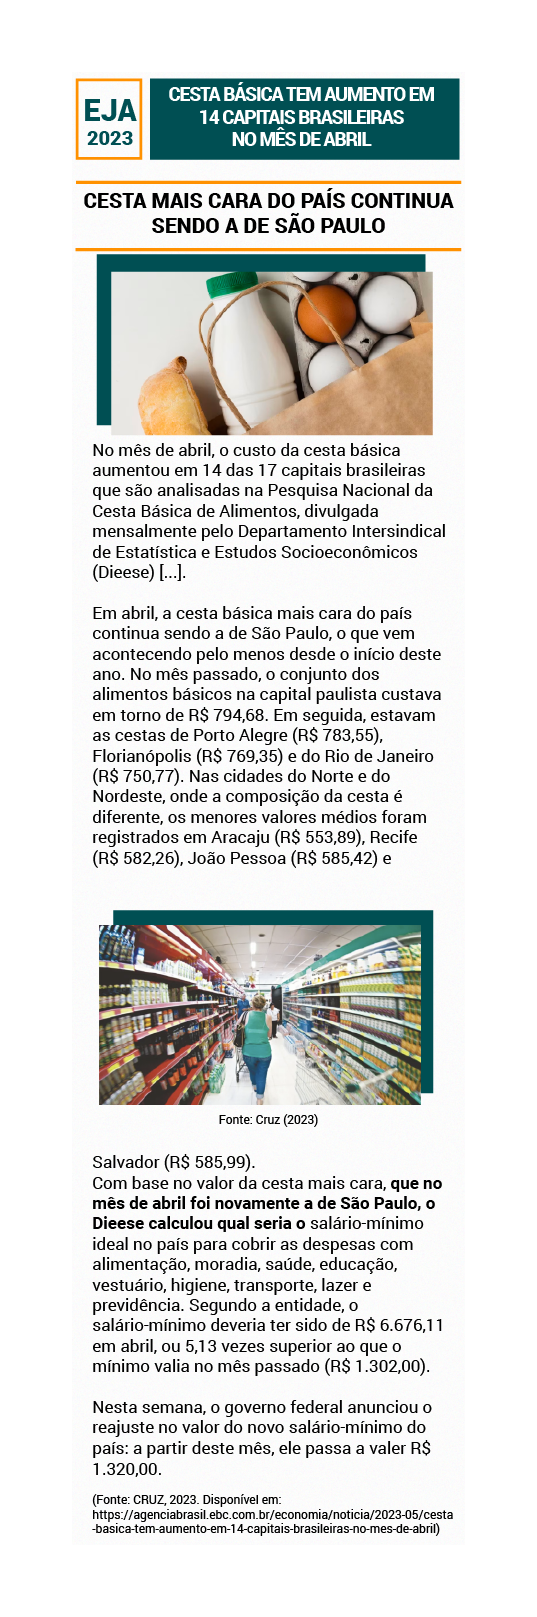 EJA
2023
CESTA BÁSICA TEM AUMENTO EM
14 CAPITAIS BRASILEIRAS
NO MÊS DE ABRIL
CESTA MAIS CARA DO PAÍS CONTINUA
SENDO A DE SÃO PAULO
No mês de abril, o custo da cesta básica
aumentou em 14 das 17 capitais brasileiras
que são analisadas na Pesquisa Nacional da
Cesta Básica de Alimentos, divulgada
mensalmente pelo Departamento Intersindical
de Estatística e Estudos Socioeconômicos
(Dieese) [...].
Em abril, a cesta básica mais cara do país
continua sendo a de São Paulo, o que vem
acontecendo pelo menos desde o início deste
ano. No mês passado, o conjunto dos
alimentos básicos na capital paulista custava
em torno de R$ 794,68. Em seguida, estavam
as cestas de Porto Alegre (R$ 783,55),
Florianópolis (R$ 769,35) e do Rio de Janeiro
(R$ 750,77). Nas cidades do Norte e do
Nordeste, onde a composição da cesta é
diferente, os menores valores médios foram
registrados em Aracaju (R$ 553,89), Recife
(R$ 582,26), João Pessoa (R$ 585,42) e
Fonte: Cruz (2023)
Salvador (R$ 585,99).
Com base no valor da cesta mais cara, que no
mês de abril foi novamente a de São Paulo, o
Dieese calculou qual seria o salário-mínimo
ideal no país para cobrir as despesas com
alimentação, moradia, saúde, educação,
vestuário, higiene, transporte, lazer e
previdência. Segundo a entidade, o
salário-mínimo deveria ter sido de R$ 6.676,11
em abril, ou 5,13 vezes superior ao que o
mínimo valia no mês passado (R$ 1.302,00).
Nesta semana, o governo federal anunciou o
reajuste no valor do novo salário-mínimo do
país: a partir deste mês, ele passa a valer R$
1.320,00.
(Fonte: CRUZ, 2023. Disponível em:
https://agenciabrasil.ebc.com.br/economia/noticia/2023-05/cesta
-basica-tem-aumento-em-14-capitais-brasileiras-no-mes-de-abril)